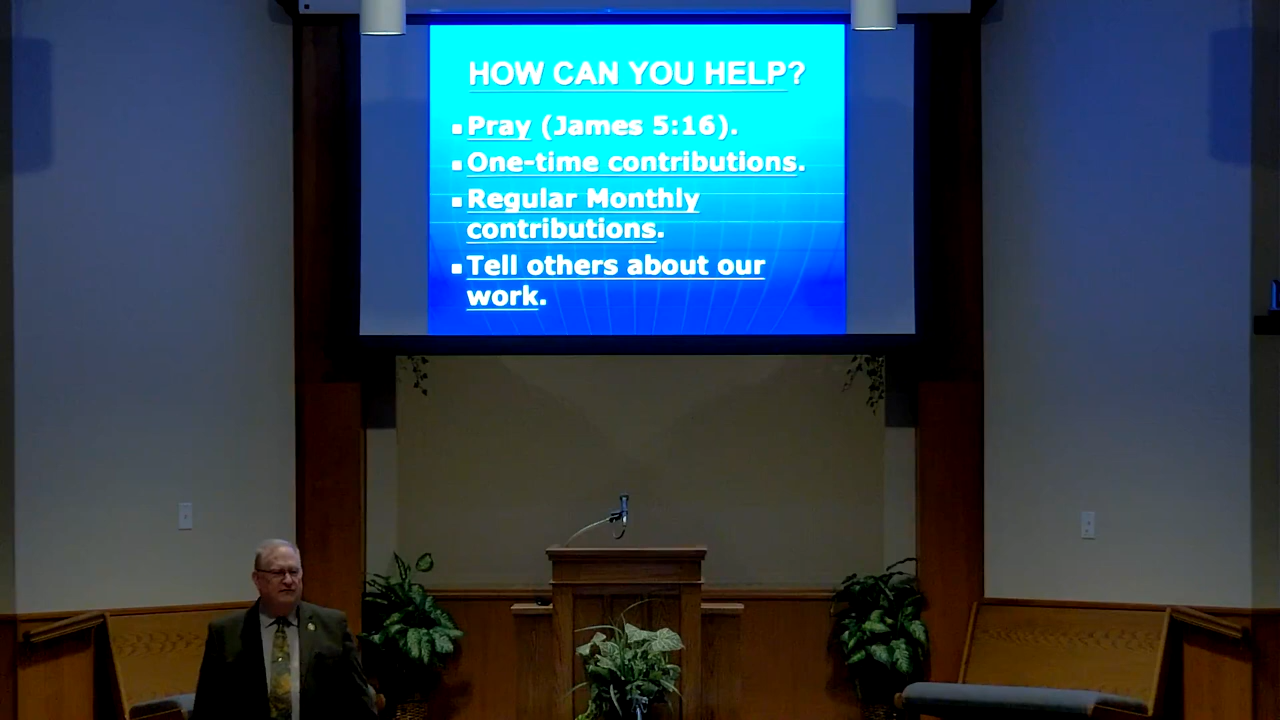 HOW CAN YOU HELP?
▪Pray (James 5:16).
▪One-time contributions.
▪Regular Monthly
contributions.
▪Tell others about our
work.